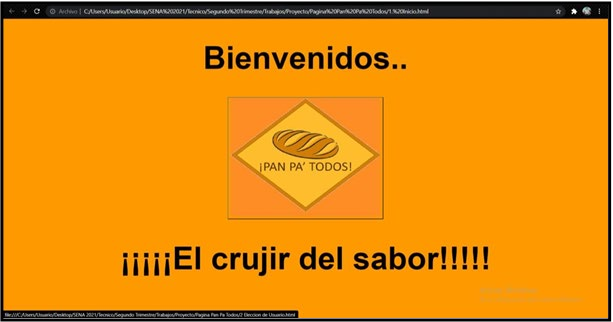 Archivo | C:/Users/Usuario/Desktop/SENA%202021/Tecnico/Segundo%20Trimestre/Trabajos/Proyecto/Pagina%20Pan%20Pa%20Todos/1.%20Inicio.html
Bienvenidos..
¡PAN PA' TODOS!
¡¡¡¡¡El crujir del sabor!!!!!
file:///C:/Users/Usuario/Desktop/SENA 2021/Tecnico/Segundo Trimestre/Trabajos/Proyecto/Pagina Pan Pa Todos/2 Eleccion de Usuario.html